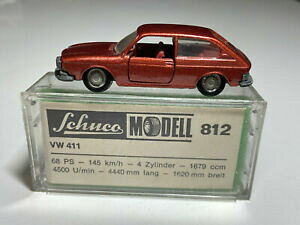 Schuco MODELL 812
VW 411
68 PS - 145 km/h - 4 Zylinder - 1679 ccm
4500 U/min - 4440 mm lang - 1620 mm breit